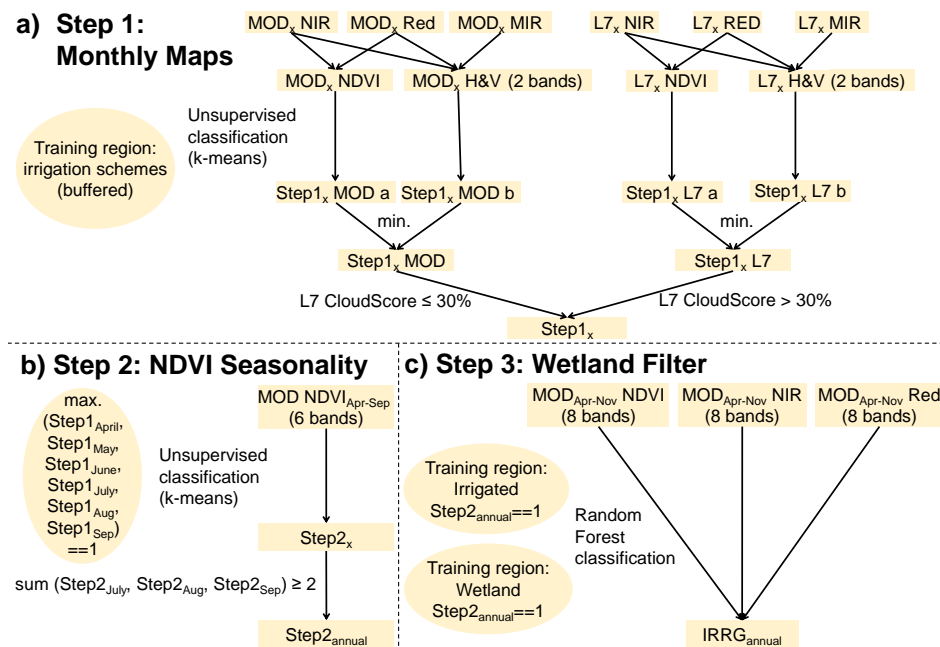 a) Step 1:
Monthly Maps
MODₓ NIR
MODₓ Red
MODₓ MIR
L7ₓ NIR
L7ₓ RED
L7ₓ MIR
MODₓ NDVI
MODₓ H&V (2 bands)
L7ₓ NDVI
L7ₓ H&V (2 bands)
Training region:
irrigation schemes
(buffered)
Unsupervised
classification
(k-means)
Step1ₓ MOD a
Step1ₓ MOD b
Step1ₓ L7 a
Step1ₓ L7 b
min.
min.
Step1ₓ MOD
Step1ₓ L7
L7 CloudScore ≤ 30%
L7 CloudScore > 30%
Step1ₓ
b) Step 2: NDVI Seasonality
max.
(Step1April,
Step1May,
Step1June,
Step1July,
Step1Aug,
Step1Sep)
==1
MOD NDVIApr-Sep
(6 bands)
Unsupervised
classification
(k-means)
Step2ₓ
sum (Step2July, Step2Aug, Step2Sep) ≥ 2
Step2annual
c) Step 3: Wetland Filter
MODApr-Nov NDVI
(8 bands)
MODApr-Nov NIR
(8 bands)
MODApr-Nov Red
(8 bands)
Training region:
Irrigated
Step2annual==1
Random
Forest
classification
Training region:
Wetland
Step2annual==1
IRRGannual